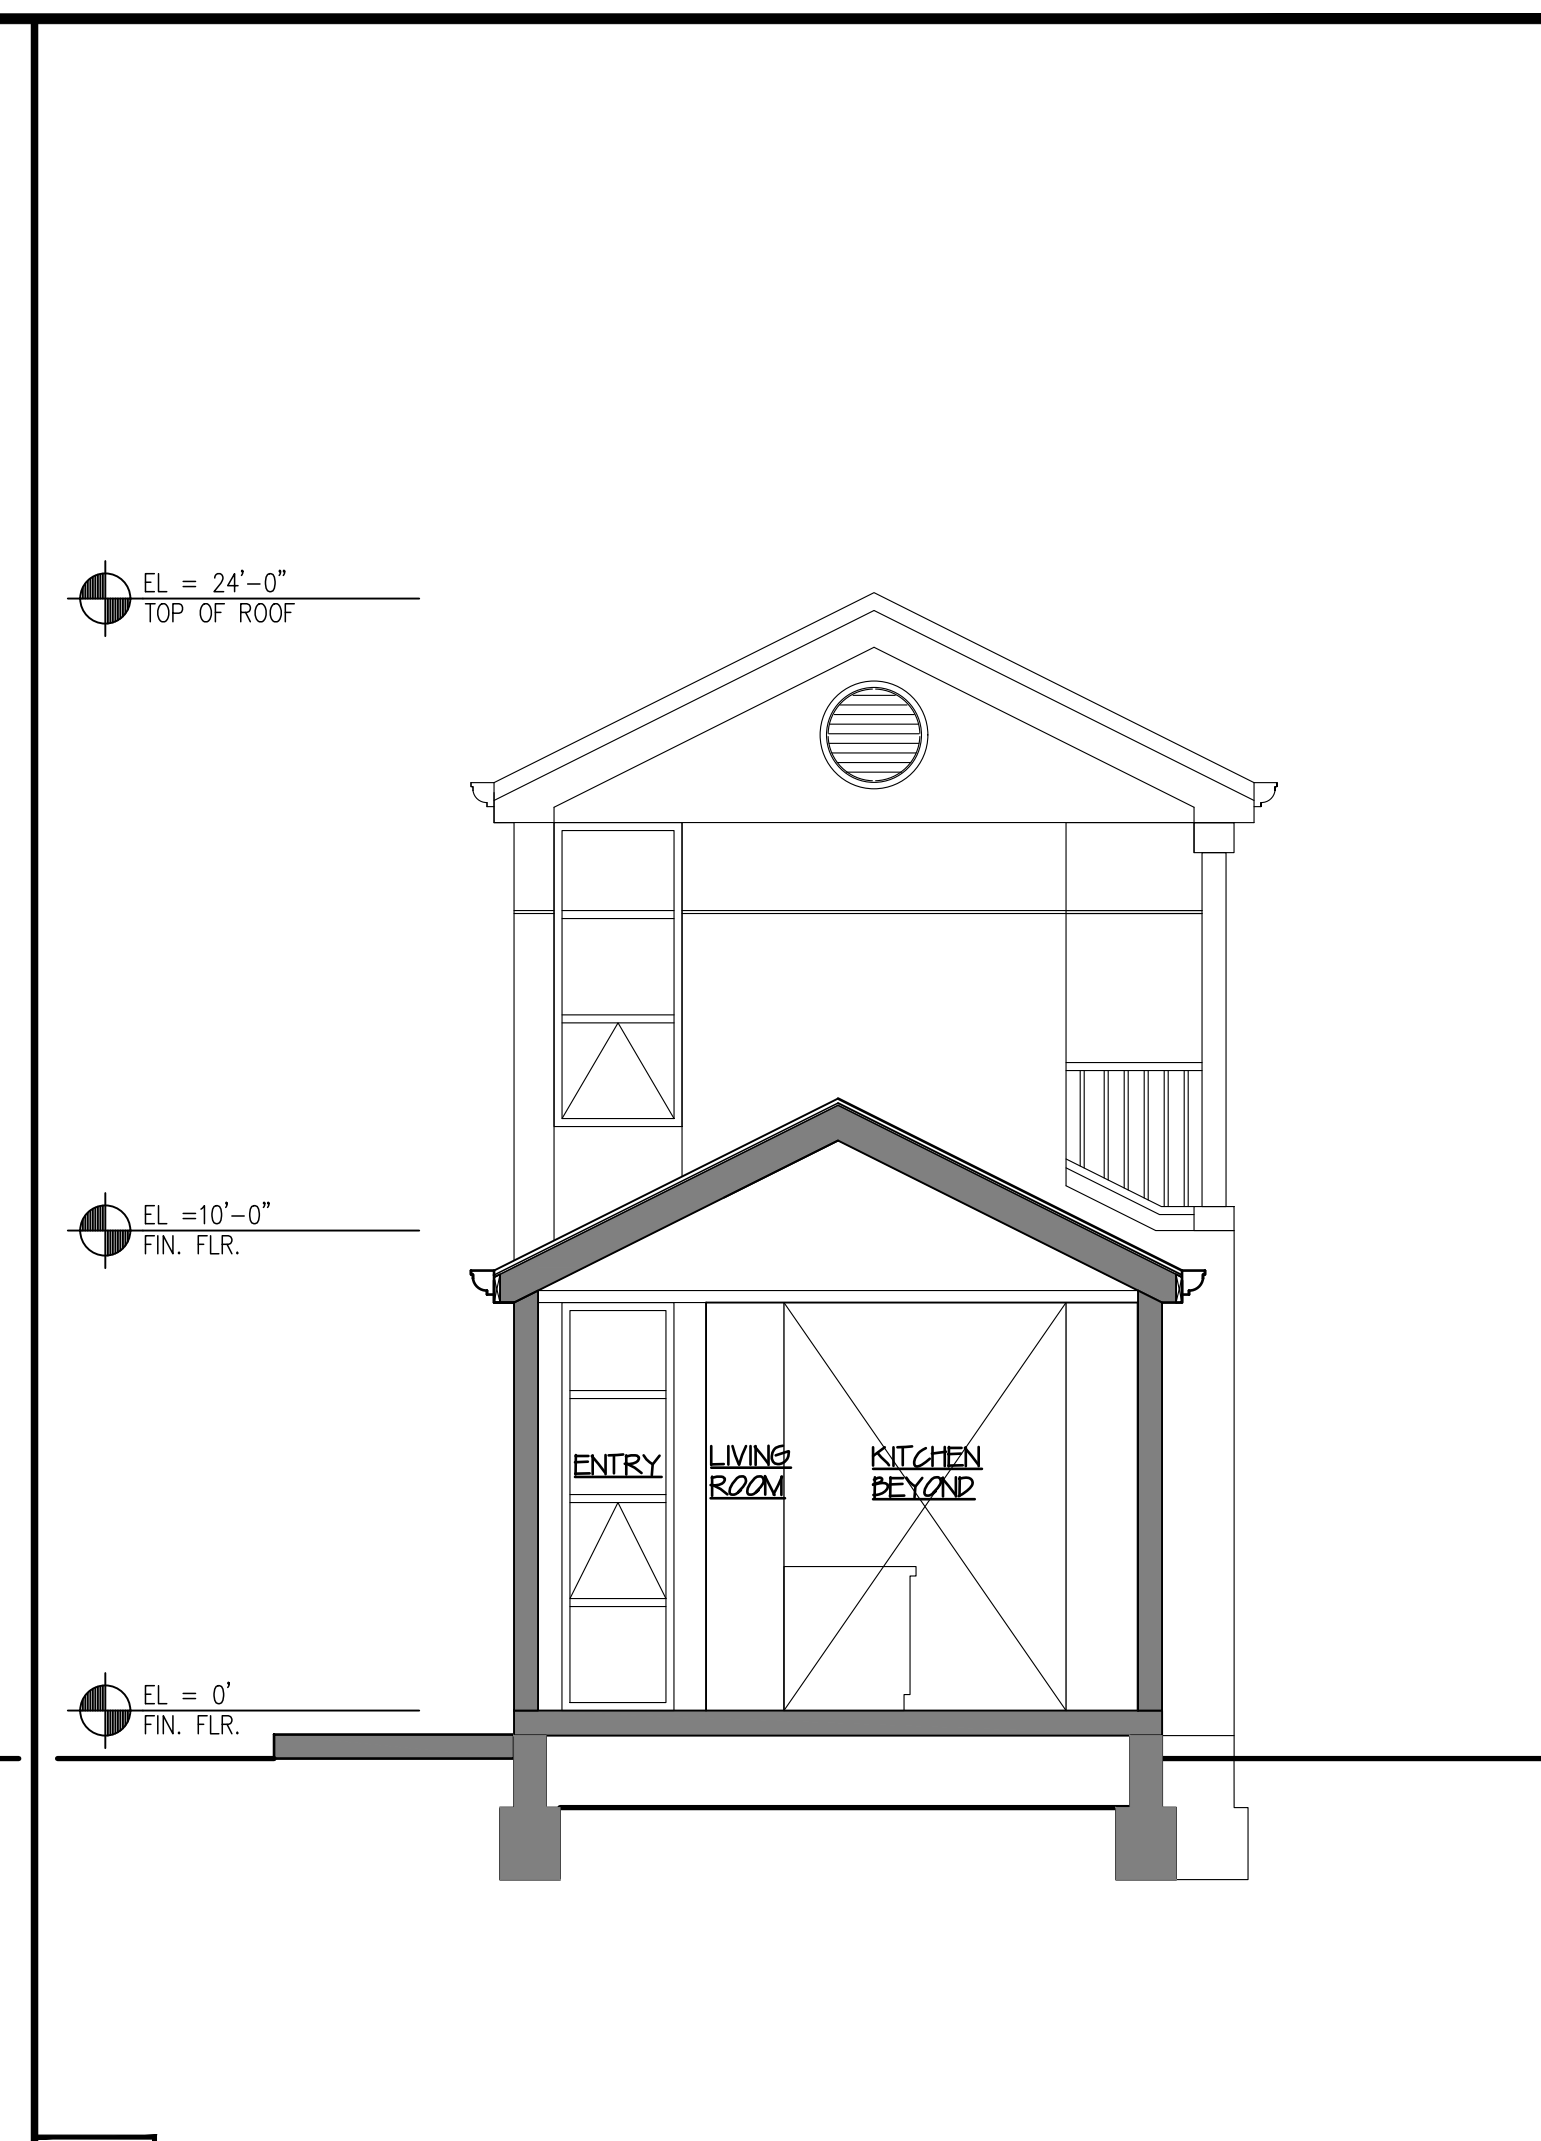 EL = 24'-0"
TOP OF ROOF
EL =10'-0"
FIN. FLR.
ENTRY
LIVING
ROOM
KITCHEN
BEYOND
EL = 0'
FIN. FLR.